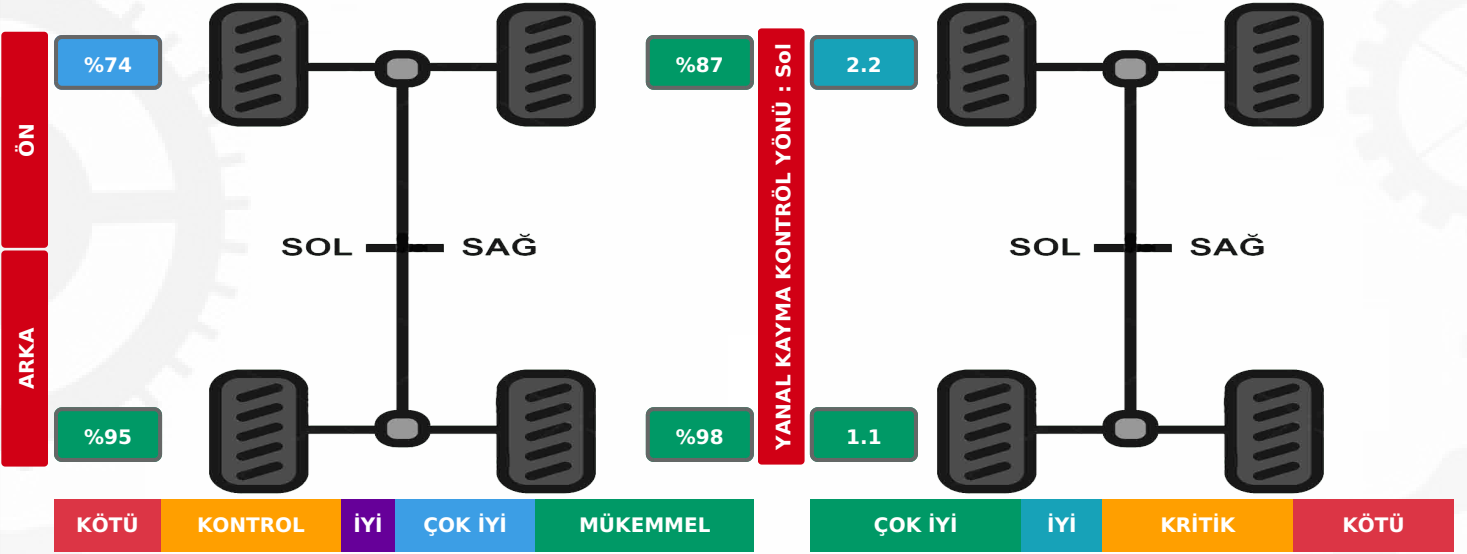 %74
%87
YANAL KAYMA KONTRÖL YÖNÜ : Sol
2.2
ÖN
SOL
SAĞ
SOL
SAĞ
ARKA
%95
%98
1.1
KÖTÜ
KONTROL
İYİ
ÇOK İYİ
MÜKEMMEL
ÇOK İYİ
İYİ
KRİTİK
KÖTÜ